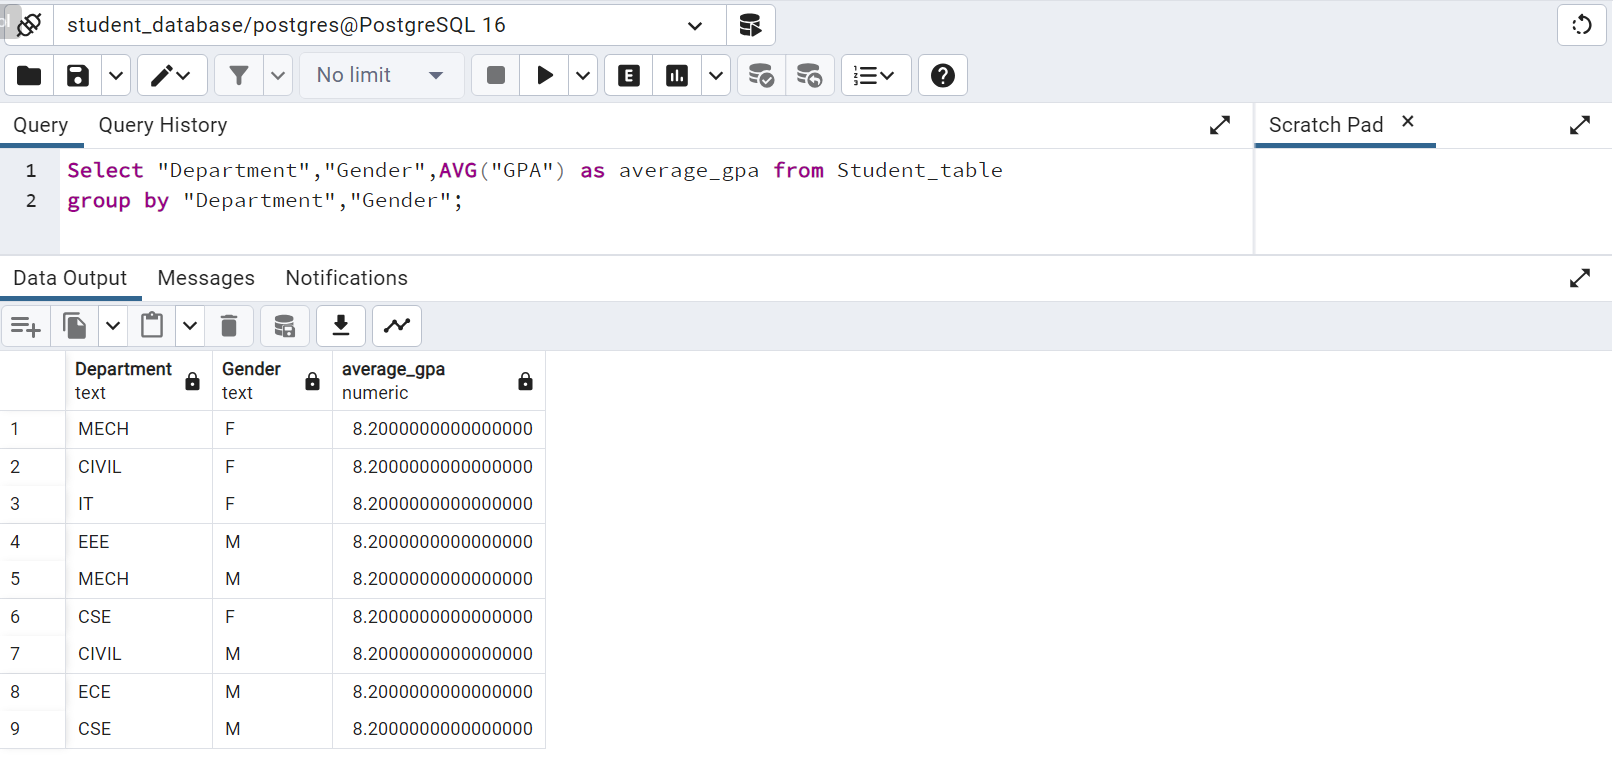 ol
student_database/postgres@PostgreSQL 16
No limit
E
Query Query History
Scratch Pad
1 Select "Department","Gender",AVG("GPA") as average_gpa from Student_table
2 group by "Department","Gender";
Data Output Messages Notifications
Department Gender average_gpa
text text numeric
1 MECH F 8.2000000000000000
2 CIVIL F 8.2000000000000000
3 IT F 8.2000000000000000
4 EEE M 8.2000000000000000
5 MECH M 8.2000000000000000
6 CSE F 8.2000000000000000
7 CIVIL M 8.2000000000000000
8 ECE M 8.2000000000000000
9 CSE M 8.2000000000000000